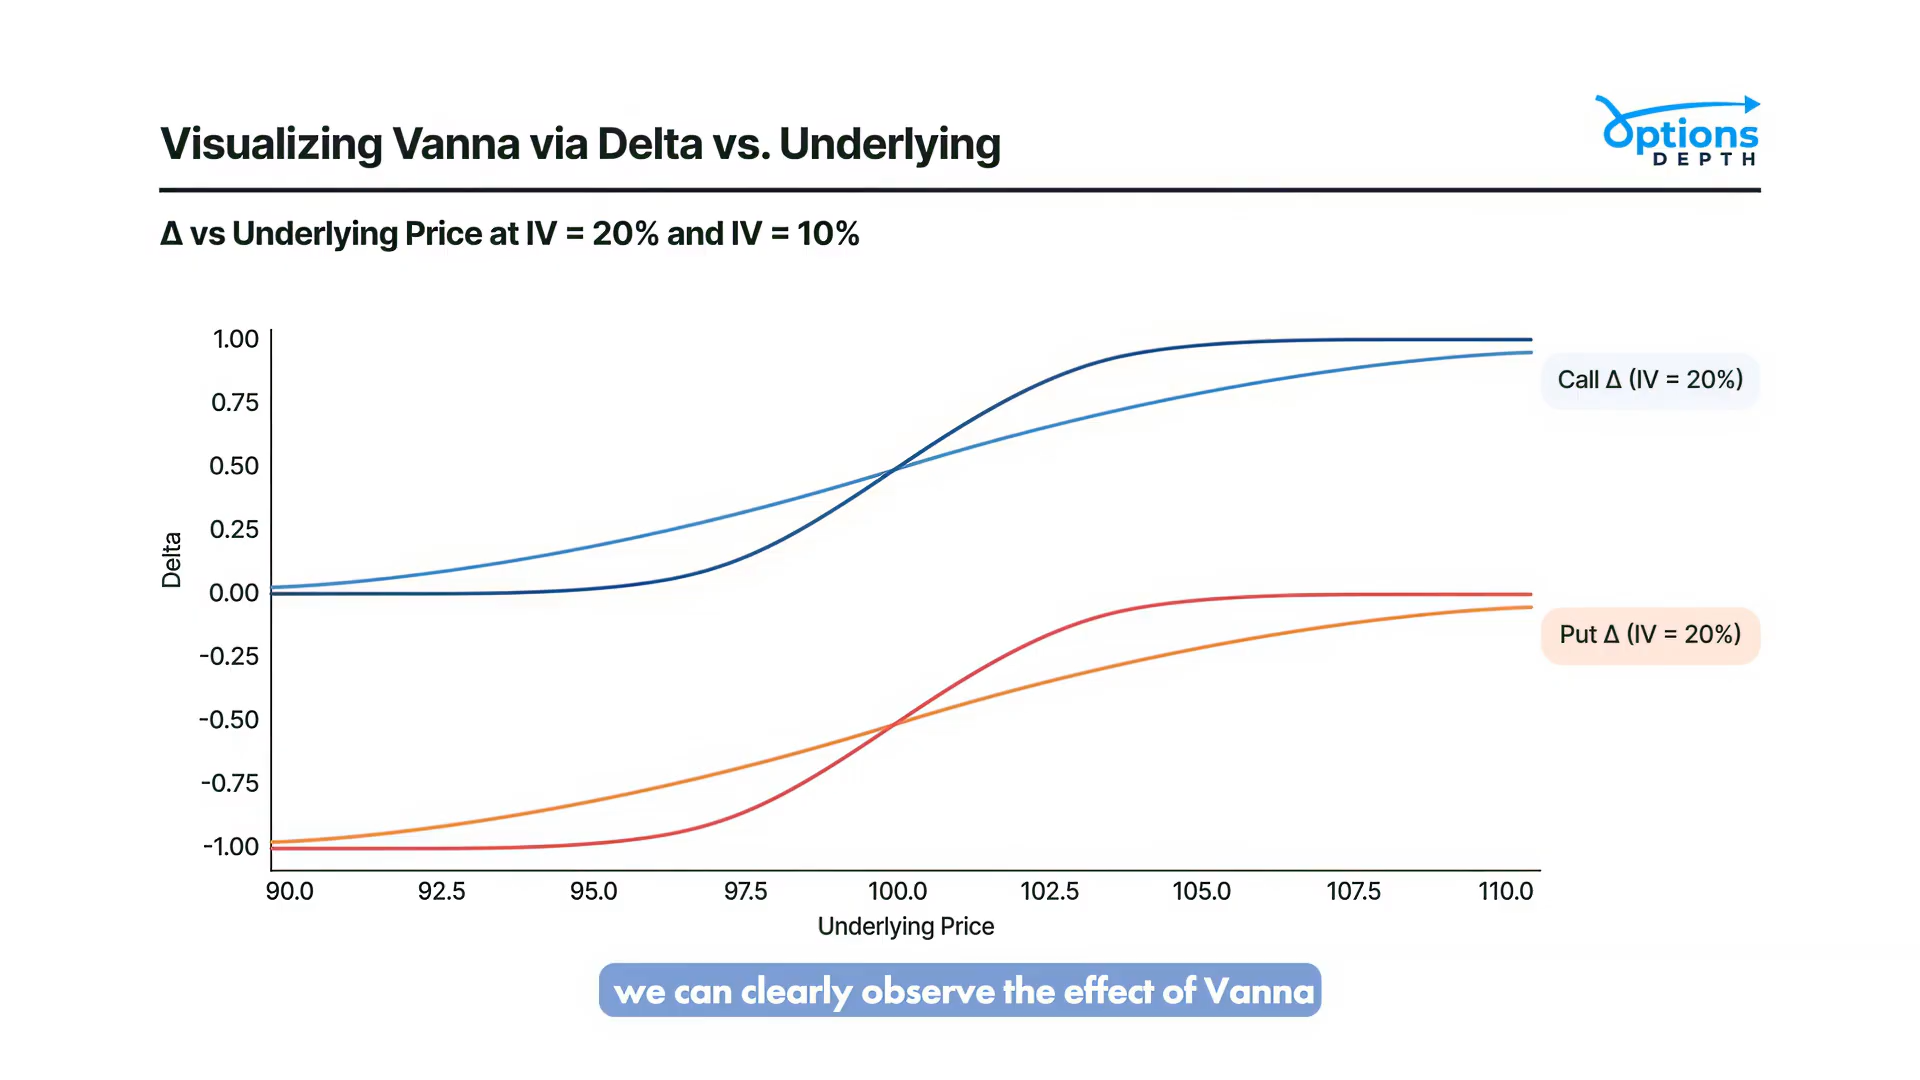 Options
DEPTH
Visualizing Vanna via Delta vs. Underlying
Δ vs Underlying Price at IV = 20% and IV = 10%
1.00
0.75
0.50
0.25
0.00
-0.25
-0.50
-0.75
-1.00
Delta
Call Δ (IV = 20%)
Put Δ (IV = 20%)
90.0 92.5 95.0 97.5 100.0 102.5 105.0 107.5 110.0
Underlying Price
we can clearly observe the effect of Vanna